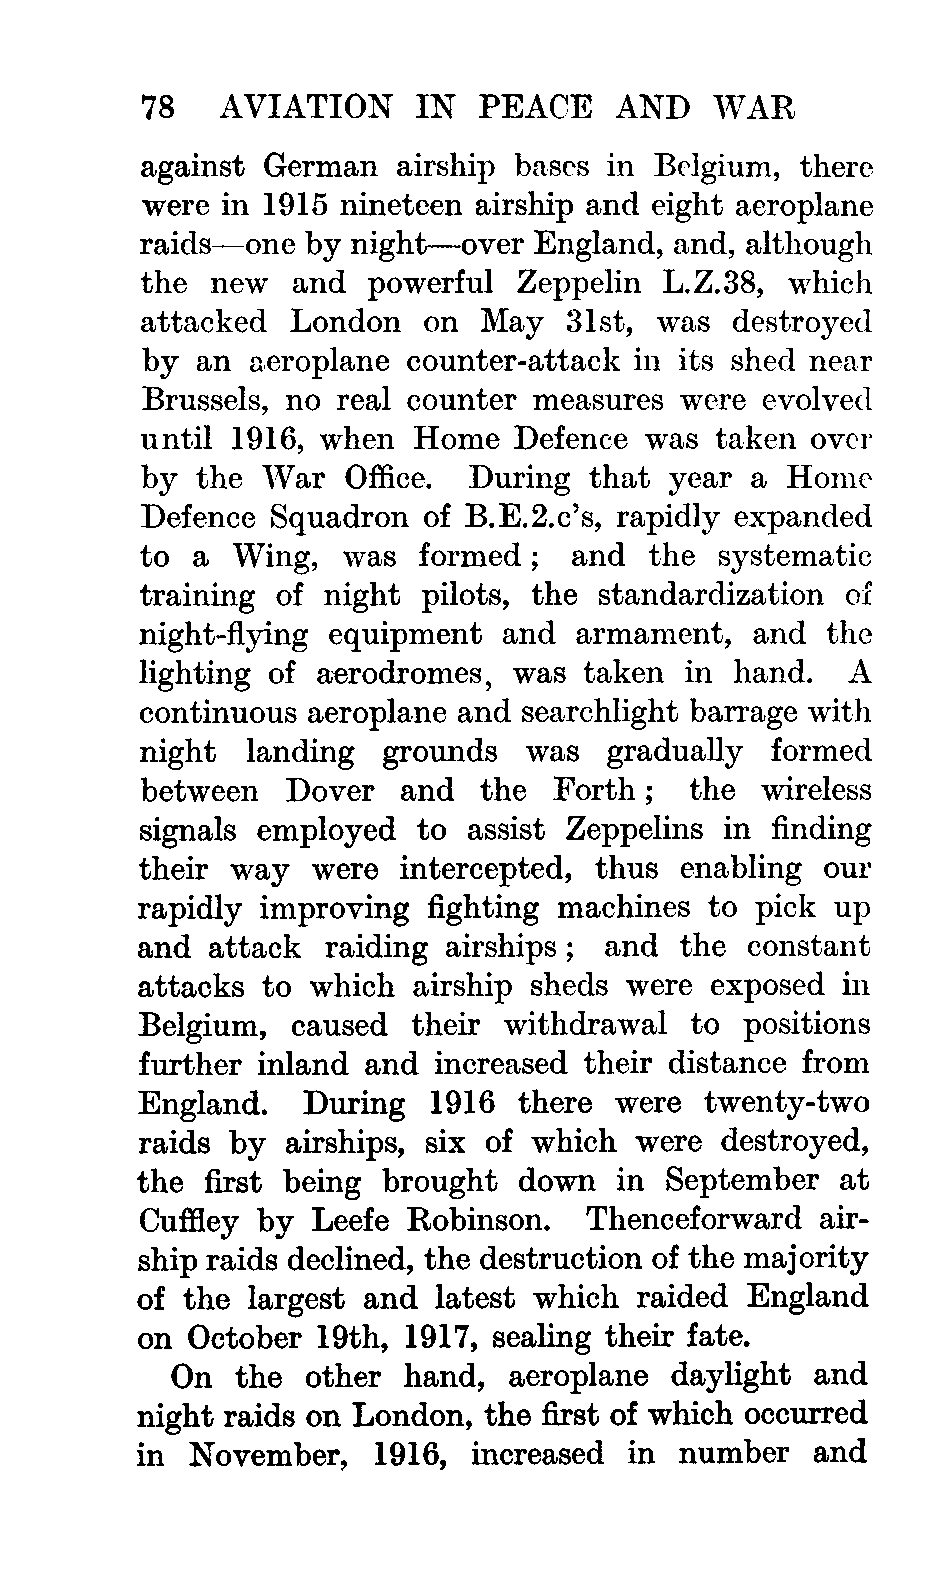 78 AVIATION IN PEACE AND WAR
against German airship bases in Belgium, there
were in 1915 nineteen airship and eight aeroplane
raids—one by night—over England, and, although
the new and powerful Zeppelin L.Z.38, which
attacked London on May 31st, was destroyed
by an aeroplane counter-attack in its shed near
Brussels, no real counter measures were evolved
until 1916, when Home Defence was taken over
by the War Office. During that year a Home
Defence Squadron of B.E.2.c's, rapidly expanded
to a Wing, was formed; and the systematic
training of night pilots, the standardization of
night-flying equipment and armament, and the
lighting of aerodromes, was taken in hand. A
continuous aeroplane and searchlight barrage with
night landing grounds was gradually formed
between Dover and the Forth; the wireless
signals employed to assist Zeppelins in finding
their way were intercepted, thus enabling our
rapidly improving fighting machines to pick up
and attack raiding airships; and the constant
attacks to which airship sheds were exposed in
Belgium, caused their withdrawal to positions
further inland and increased their distance from
England. During 1916 there were twenty-two
raids by airships, six of which were destroyed,
the first being brought down in September at
Cuffley by Leefe Robinson. Thenceforward air-
ship raids declined, the destruction of the majority
of the largest and latest which raided England
on October 19th, 1917, sealing their fate.
On the other hand, aeroplane daylight and
night raids on London, the first of which occurred
in November, 1916, increased in number and